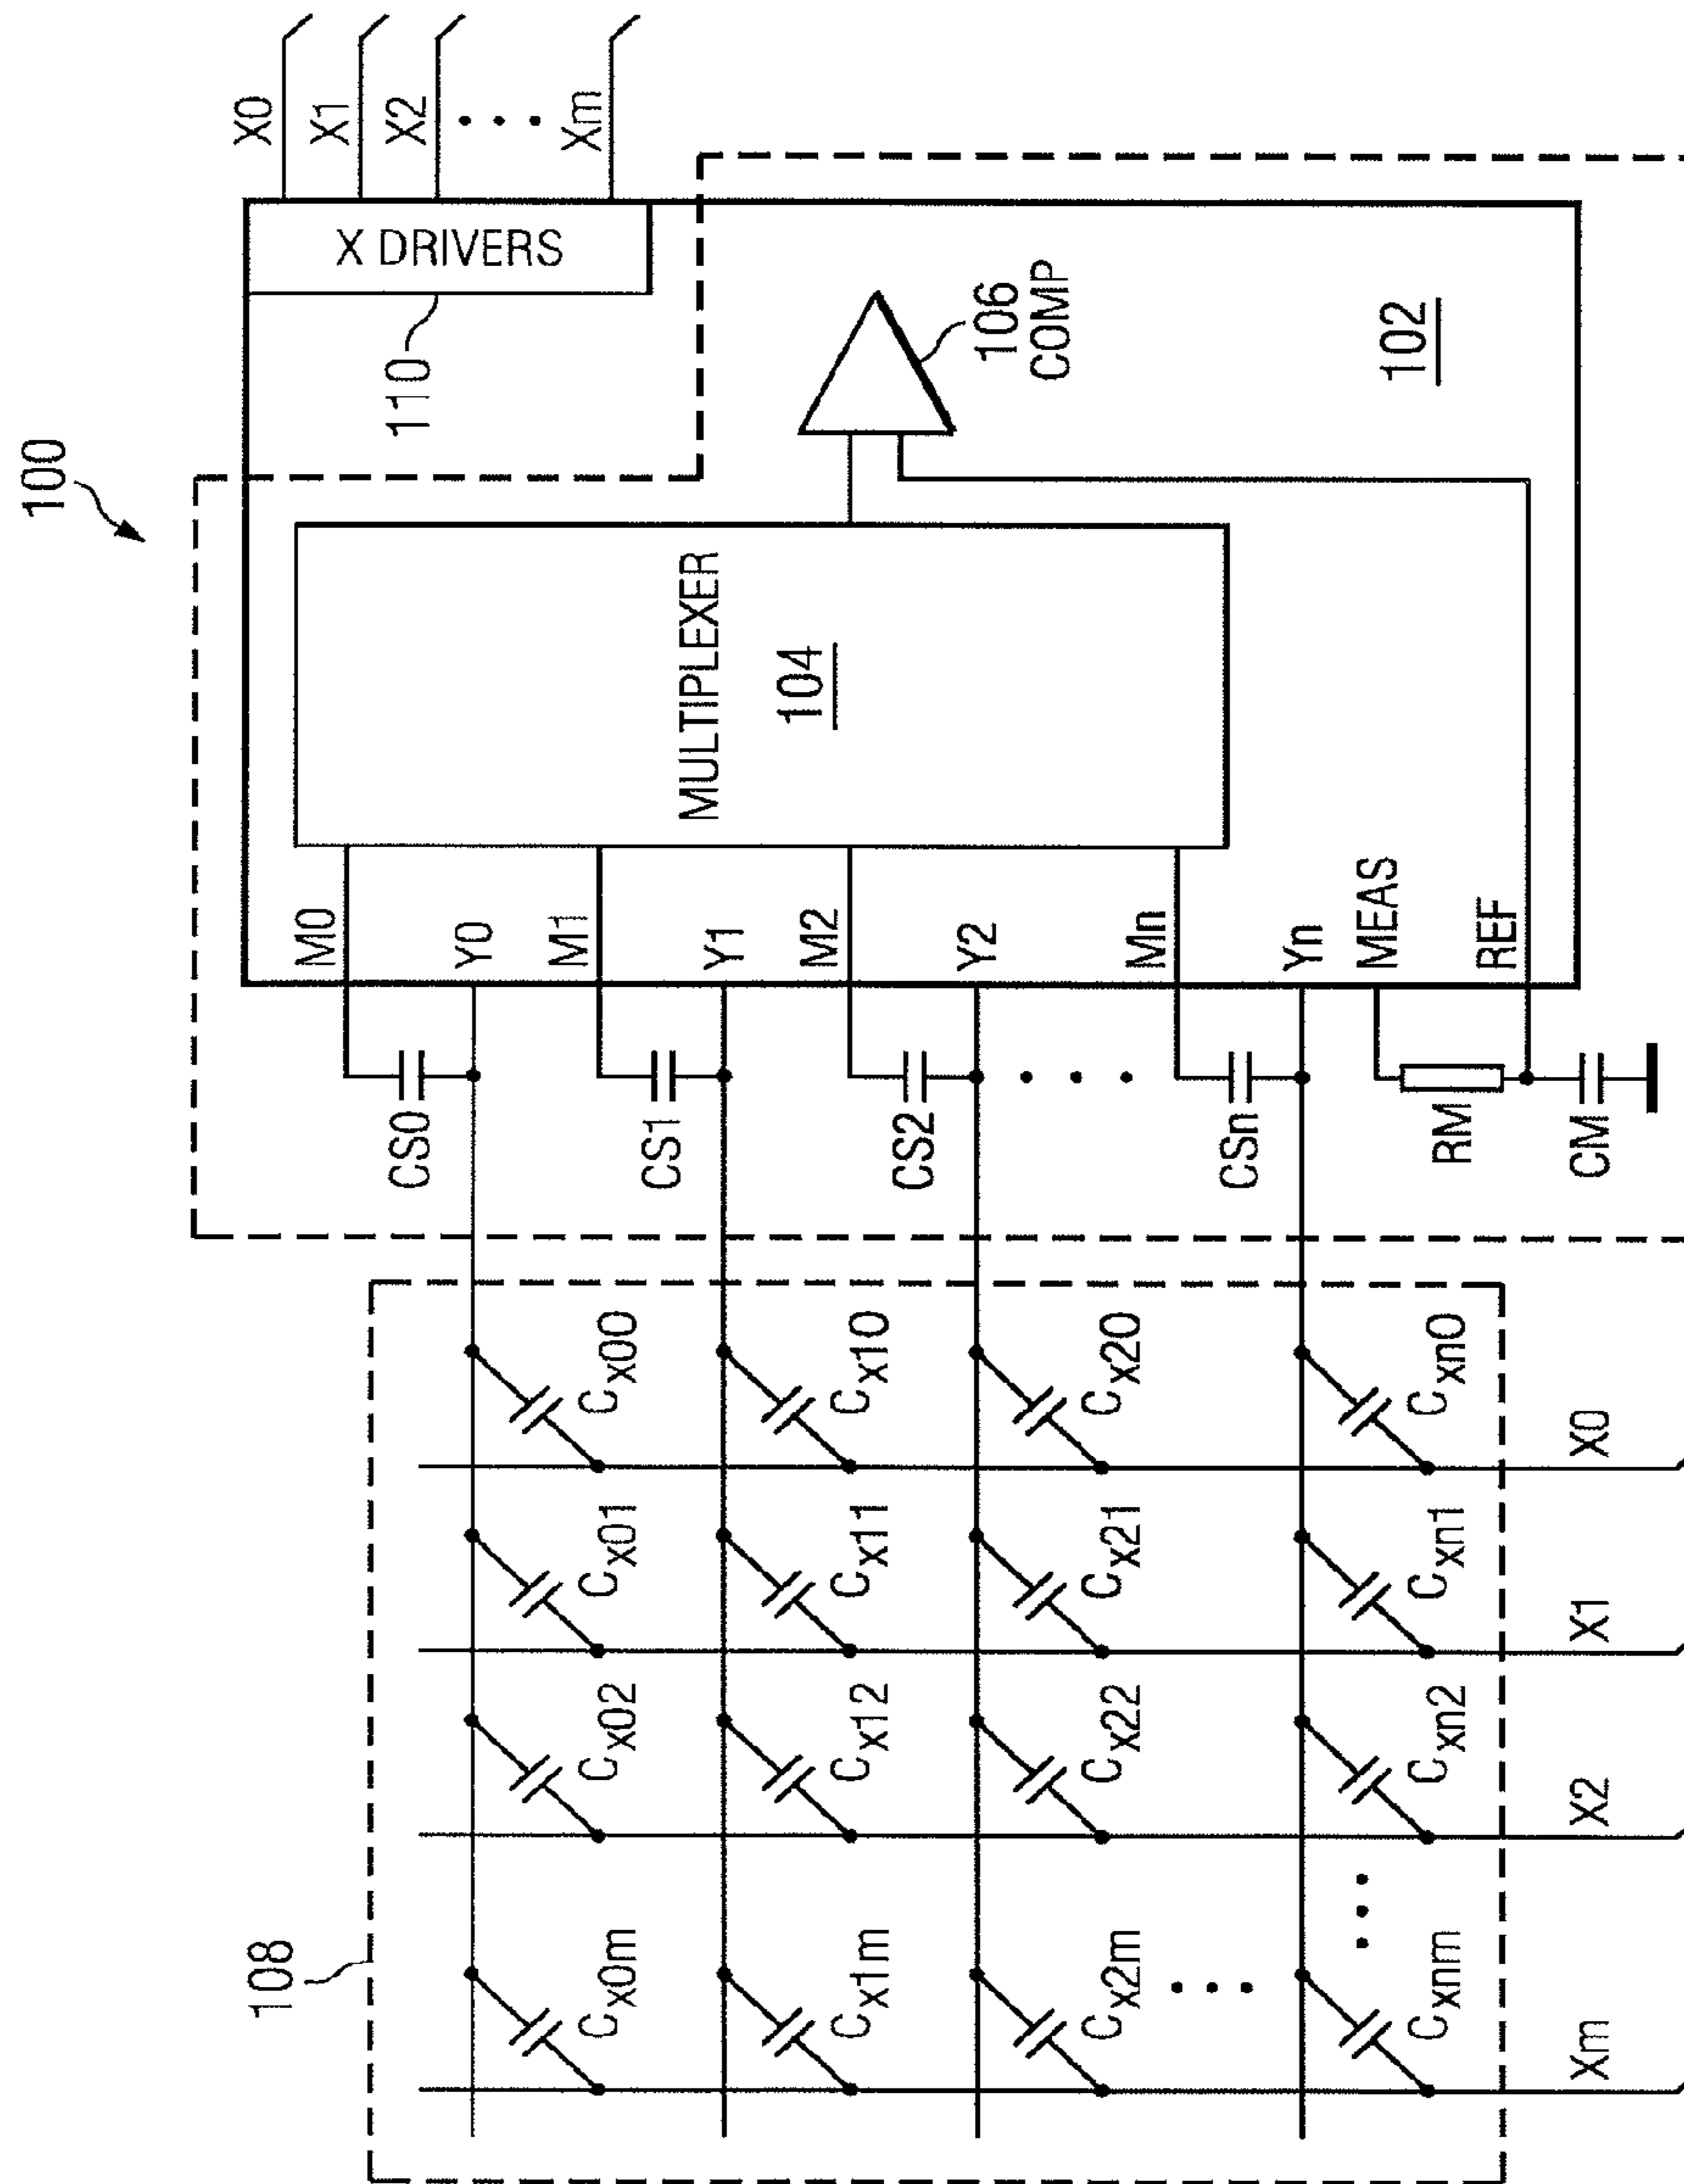 100
X0
X1
X2
Xm
X DRIVERS
110
106
COMP
102
MULTIPLEXER
104
M0
Y0
M1
Y1
M2
Y2
Mn
Yn
MEAS
REF
CS0
CS1
CS2
CSn
RM
CM
Cx00
Cx10
Cx20
Cxn0
X0
Cx01
Cx11
Cx21
Cxn1
X1
Cx02
Cx12
Cx22
Cxn2
X2
108
Cx0m
Cx1m
Cx2m
Cxnm
Xm